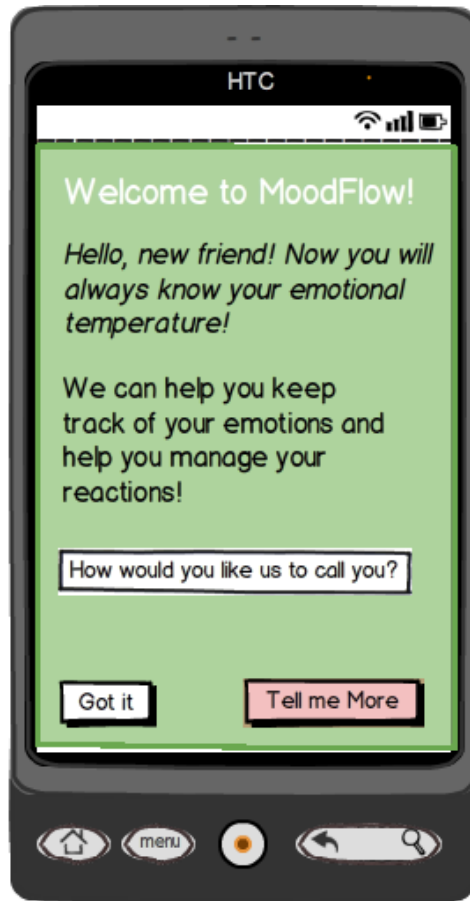 HTC
Welcome to MoodFlow!
Hello, new friend! Now you will
always know your emotional
temperature!
We can help you keep
track of your emotions and
help you manage your
reactions!
How would you like us to call you?
Got it
Tell me More
menu